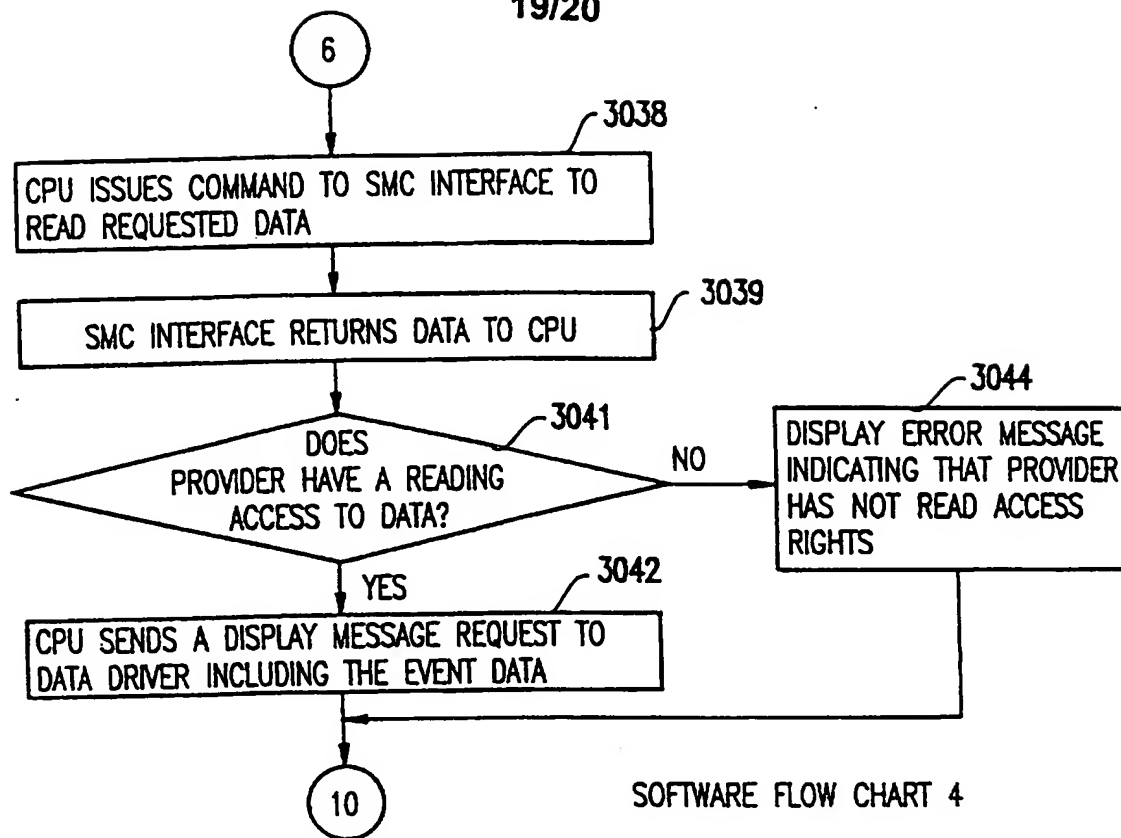 19/20
6
3038
CPU ISSUES COMMAND TO SMC INTERFACE TO
READ REQUESTED DATA
3039
SMC INTERFACE RETURNS DATA TO CPU
3041
DOES
PROVIDER HAVE A READING
ACCESS TO DATA?
NO
3044
DISPLAY ERROR MESSAGE
INDICATING THAT PROVIDER
HAS NOT READ ACCESS
RIGHTS
YES
3042
CPU SENDS A DISPLAY MESSAGE REQUEST TO
DATA DRIVER INCLUDING THE EVENT DATA
10
SOFTWARE FLOW CHART 4